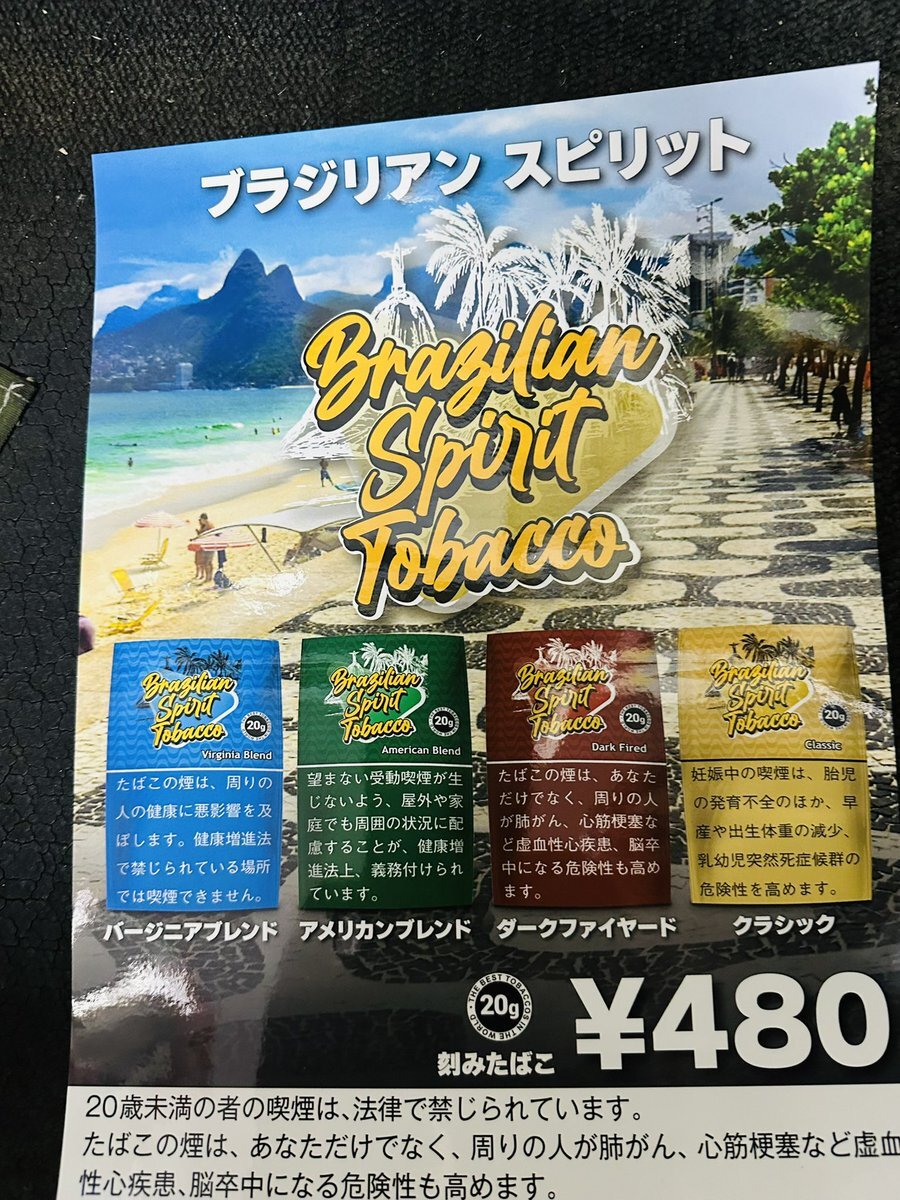 ブラジリアン スピリット
Brazilian
Spirit
Tobacco
Brazilian
Spirit
Tobacco
20g
Virginia Blend
たばこの煙は、周りの
人の健康に悪影響を及
ぼします。健康増進法
で禁じられている場所
では喫煙できません。
バージニアブレンド
Brazilian
Spirit
Tobacco
20g
American Blend
望まない受動喫煙が生
じないよう、屋外や家
庭でも周囲の状況に配
慮することが、健康増
進法上、義務付けられ
ています。
アメリカンブレンド
Brazilian
Spirit
Tobacco
20g
Dark Fired
たばこの煙は、あなた
だけでなく、周りの人
が肺がん、心筋梗塞な
ど虚血性心疾患、脳卒
中になる危険性も高め
ます。
ダークファイヤード
Brazilian
Spirit
Tobacco
20g
Classic
妊娠中の喫煙は、胎児
の発育不全のほか、早
産や出生体重の減少、
乳幼児突然死症候群の
危険性を高めます。
クラシック
THE BEST TOBACCOS IN THE WORLD
20g
刻みたばこ
¥480
20歳未満の者の喫煙は、法律で禁じられています。
たばこの煙は、あなただけでなく、周りの人が肺がん、心筋梗塞など虚血
性心疾患、脳卒中になる危険性も高めます。